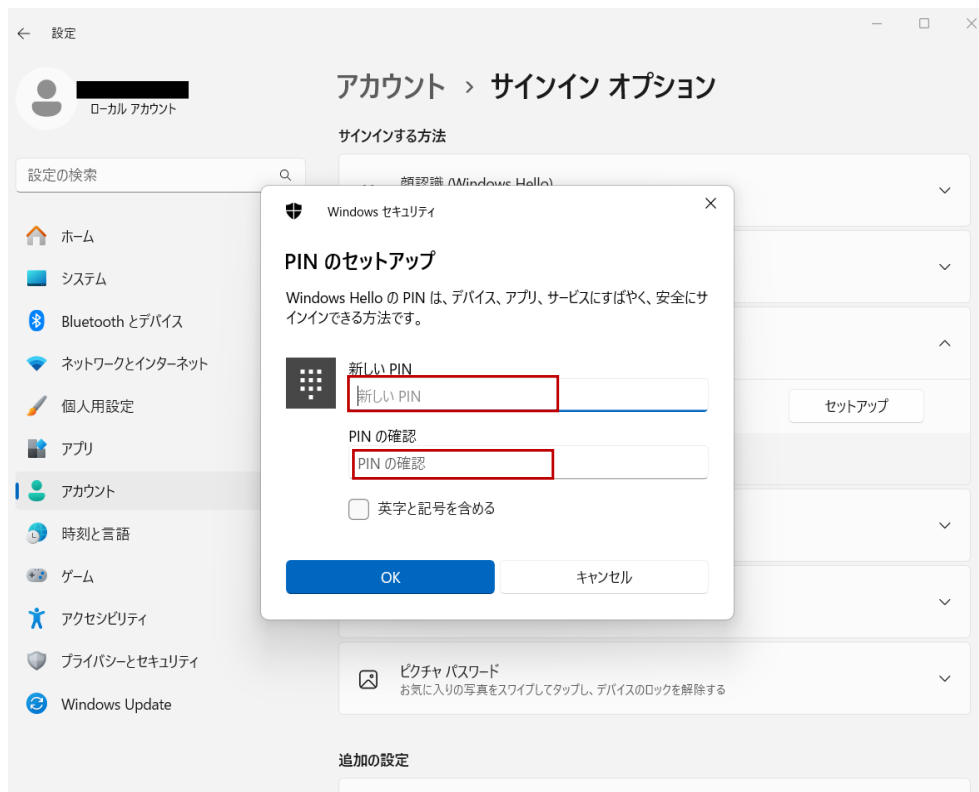 設定
ローカル アカウント
設定の検索
ホーム
システム
Bluetooth とデバイス
ネットワークとインターネット
個人用設定
アプリ
アカウント
時刻と言語
ゲーム
アクセシビリティ
プライバシーとセキュリティ
Windows Update
アカウント › サインイン オプション
サインインする方法
顔認識 (Windows Hello)
Windows セキュリティ
PIN のセットアップ
Windows Hello の PIN は、デバイス、アプリ、サービスにすばやく、安全にサ
インインできる方法です。
新しい PIN
新しい PIN
PIN の確認
PIN の確認
英字と記号を含める
OK
キャンセル
セットアップ
ピクチャ パスワード
お気に入りの写真をスワイプしてタップし、デバイスのロックを解除する
追加の設定